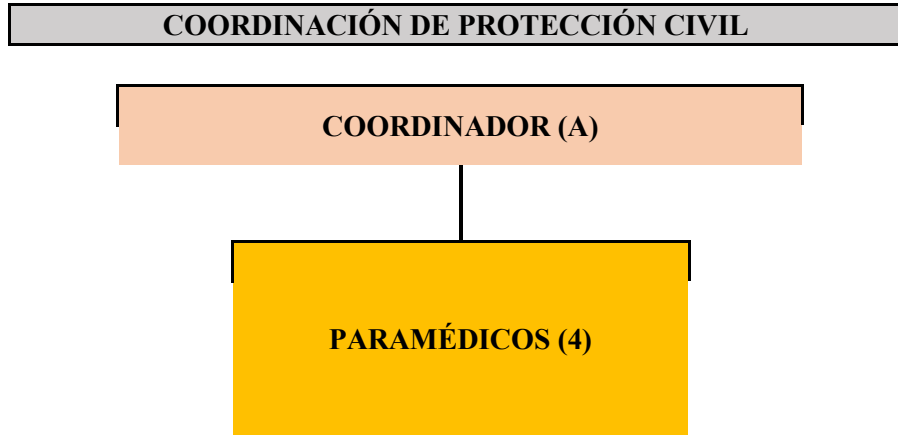 COORDINACIÓN DE PROTECCIÓN CIVIL
COORDINADOR (A)
PARAMÉDICOS (4)